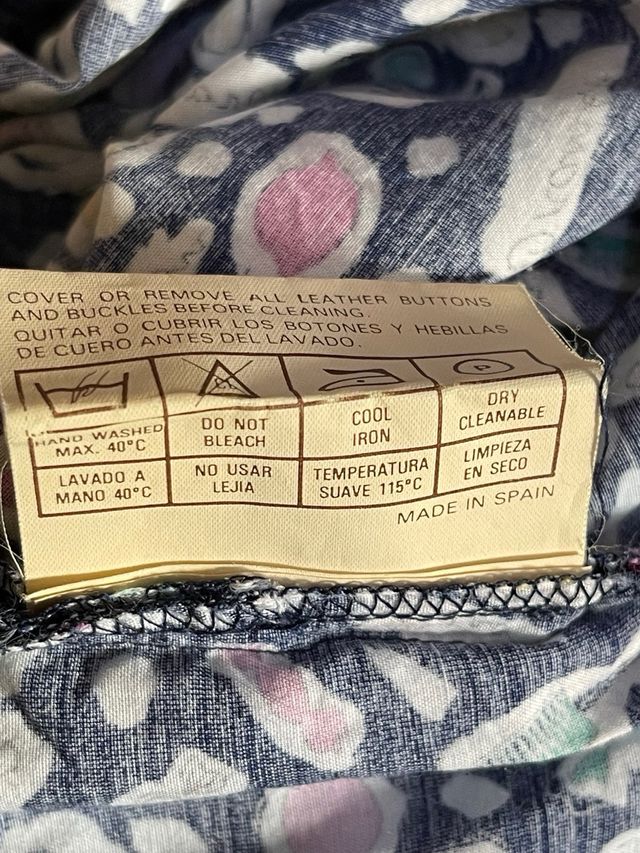 COVER OR REMOVE ALL LEATHER BUTTONS
AND BUCKLES BEFORE CLEANING.
QUITAR O CUBRIR LOS BOTONES Y HEBILLAS
DE CUERO ANTES DEL LAVADO.
P
HAND WASHED
MAX. 40°C
DO NOT
BLEACH
COOL
IRON
DRY
CLEANABLE
LAVADO A
MANO 40°C
NO USAR
LEJIA
TEMPERATURA
SUAVE 115°C
LIMPIEZA
EN SECO
MADE IN SPAIN